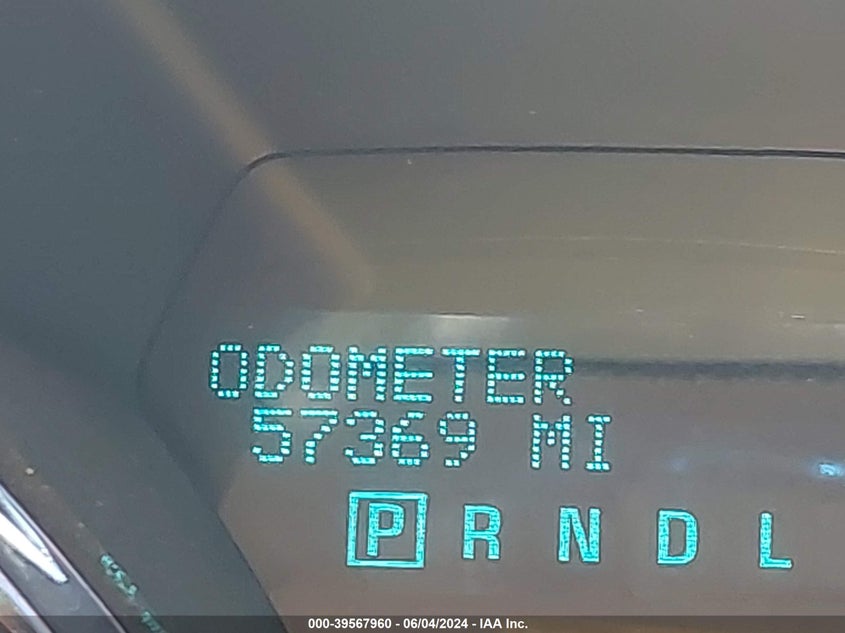 ODOMETER
57369 MI
P R N D L
000-39567960 - 06/04/2024 - IAA Inc.